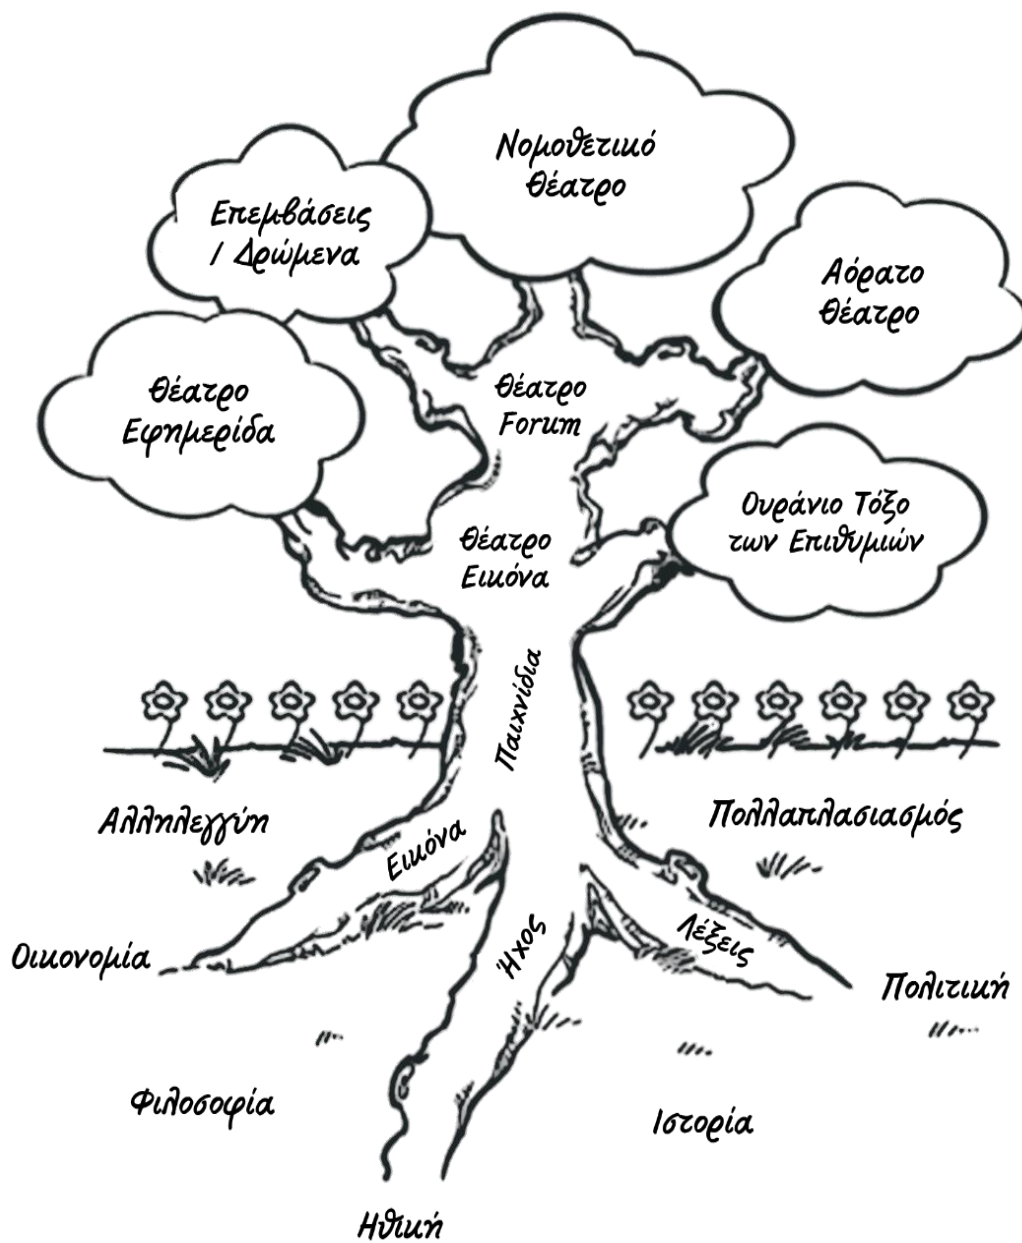 Νομοθετικό
Θέατρο
Επεμβάσεις
/ Δρώμενα
Αόρατο
Θέατρο
Θέατρο
Εφημερίδα
Θέατρο
Forum
Ουράνιο Τόξο
των Επιθυμιών
Θέατρο
Εικόνα
Παιχνίδια
Αλληλεγγύη
Πολλαπλασιασμός
Εικόνα
Ήχος
Λέξεις
Οικονομία
Πολιτική
Φιλοσοφία
Ιστορία
Ηθική